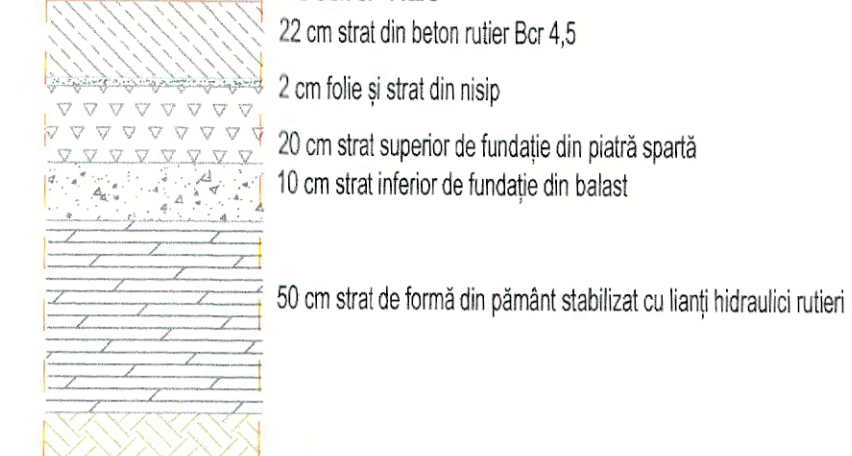 22 cm strat din beton rutier Bcr 4,5
2 cm folie și strat din nisip
20 cm strat superior de fundație din piatră spartă
10 cm strat inferior de fundație din balast
50 cm strat de formă din pământ stabilizat cu lianți hidraulici rutieri